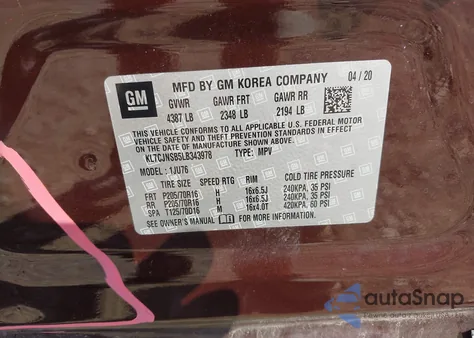 GM
MFD BY GM KOREA COMPANY 04/20
GVWR GAWR FRT GAWR RR
4387 LB 2348 LB 2194 LB
THIS VEHICLE CONFORMS TO ALL APPLICABLE U.S. FEDERAL MOTOR
VEHICLE SAFETY STANDARDS IN EFFECT ON THE DATE OF
MANUFACTURE SHOWN ABOVE.
KL7CJNSB5LB343978 TYPE: MPV
MODEL: 1JU76
TIRE SIZE SPEED RTG RIM COLD TIRE PRESSURE
FRT P205/70R16 H 16x6.5J 240KPA, 35 PSI
RR P205/70R16 H 16x6.5J 240KPA, 35 PSI
SPA T125/70D16 M 16x4.0T 420KPA, 60 PSI
SEE OWNER'S MANUAL FOR MORE INFORMATION.
autoSnap